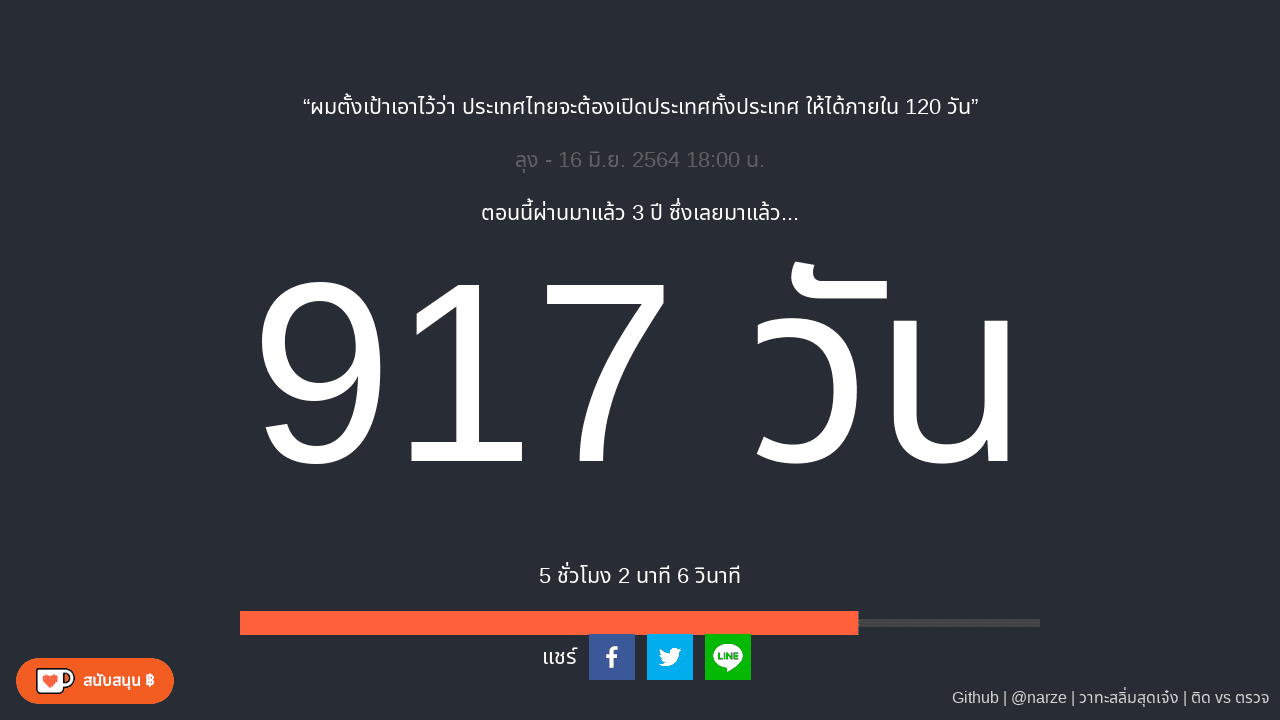 “ผมตั้งเป้าเอาไว้ว่า ประเทศไทยจะต้องเปิดประเทศทั้งประเทศ ให้ได้ภายใน 120 วัน”
ลุง - 16 มิ.ย. 2564 18:00 น.
ตอนนี้ผ่านมาแล้ว 3 ปี ซึ่งเลยมาแล้ว...
917 วัน
5 ชั่วโมง 2 นาที 6 วินาที
แชร์
LINE
สนับสนุน ฿
Github | @narze | วาทะสลิ่มสุดเจ๋ง | ติด vs ตรวจ